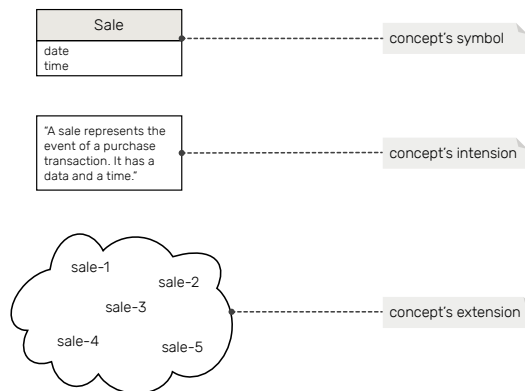 Sale
date
time
concept's symbol
"A sale represents the
event of a purchase
transaction. It has a
data and a time."
concept's intension
sale-1
sale-2
sale-3
sale-4
sale-5
concept's extension